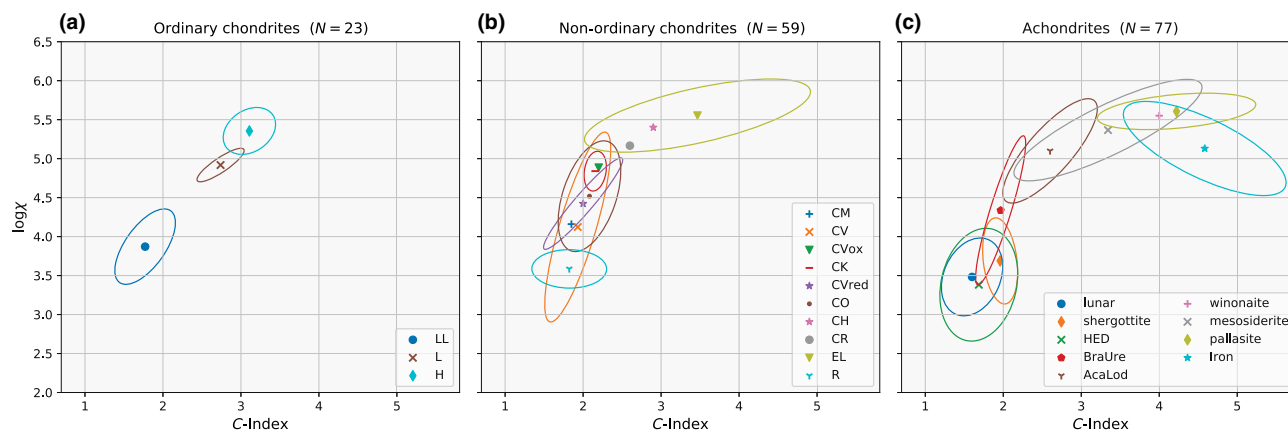 (a) Ordinary chondrites (N = 23)
6.5
6.0
5.5
5.0
4.5
4.0
3.5
3.0
2.5
2.0
logχ
1 2 3 4 5
C-Index
LL
L
H
(b) Non-ordinary chondrites (N = 59)
1 2 3 4 5
C-Index
CM
CV
CVox
CK
CVred
CO
CH
CR
EL
R
(c) Achondrites (N = 77)
1 2 3 4 5
C-Index
lunar
shergottite
HED
BraUre
AcaLod
winonaite
mesosiderite
pallasite
Iron